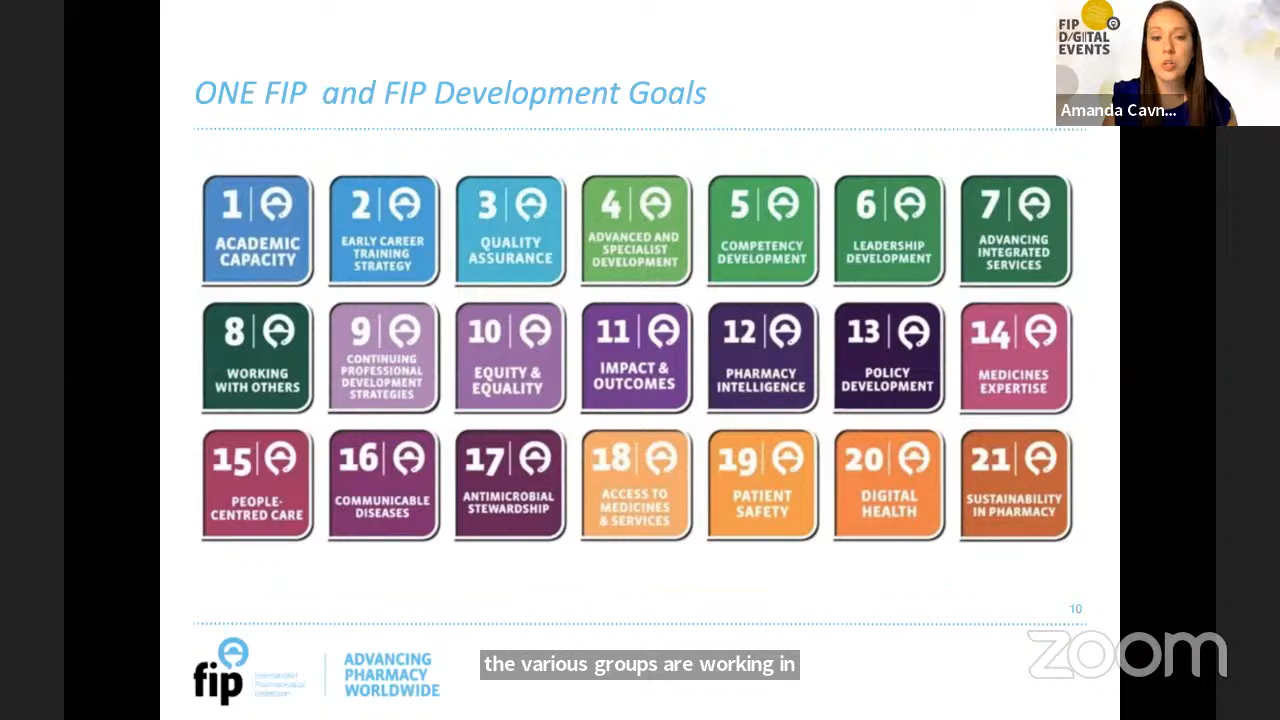 ONE FIP and FIP Development Goals
FIP
D/GITAL
EVENTS
Amanda Cavn...
1
ACADEMIC
CAPACITY
2
EARLY CAREER
TRAINING
STRATEGY
3
QUALITY
ASSURANCE
4
ADVANCED AND
SPECIALIST
DEVELOPMENT
5
COMPETENCY
DEVELOPMENT
6
LEADERSHIP
DEVELOPMENT
7
ADVANCING
INTEGRATED
SERVICES
8
WORKING
WITH OTHERS
9
CONTINUING
PROFESSIONAL
DEVELOPMENT
STRATEGIES
10
EQUITY &
EQUALITY
11
IMPACT &
OUTCOMES
12
PHARMACY
INTELLIGENCE
13
POLICY
DEVELOPMENT
14
MEDICINES
EXPERTISE
15
PEOPLE-
CENTRED CARE
16
COMMUNICABLE
DISEASES
17
ANTIMICROBIAL
STEWARDSHIP
18
ACCESS TO
MEDICINES
& SERVICES
19
PATIENT
SAFETY
20
DIGITAL
HEALTH
21
SUSTAINABILITY
IN PHARMACY
10
fip
International
Pharmaceutical
Federation
ADVANCING
PHARMACY
WORLDWIDE
the various groups are working in
zoom